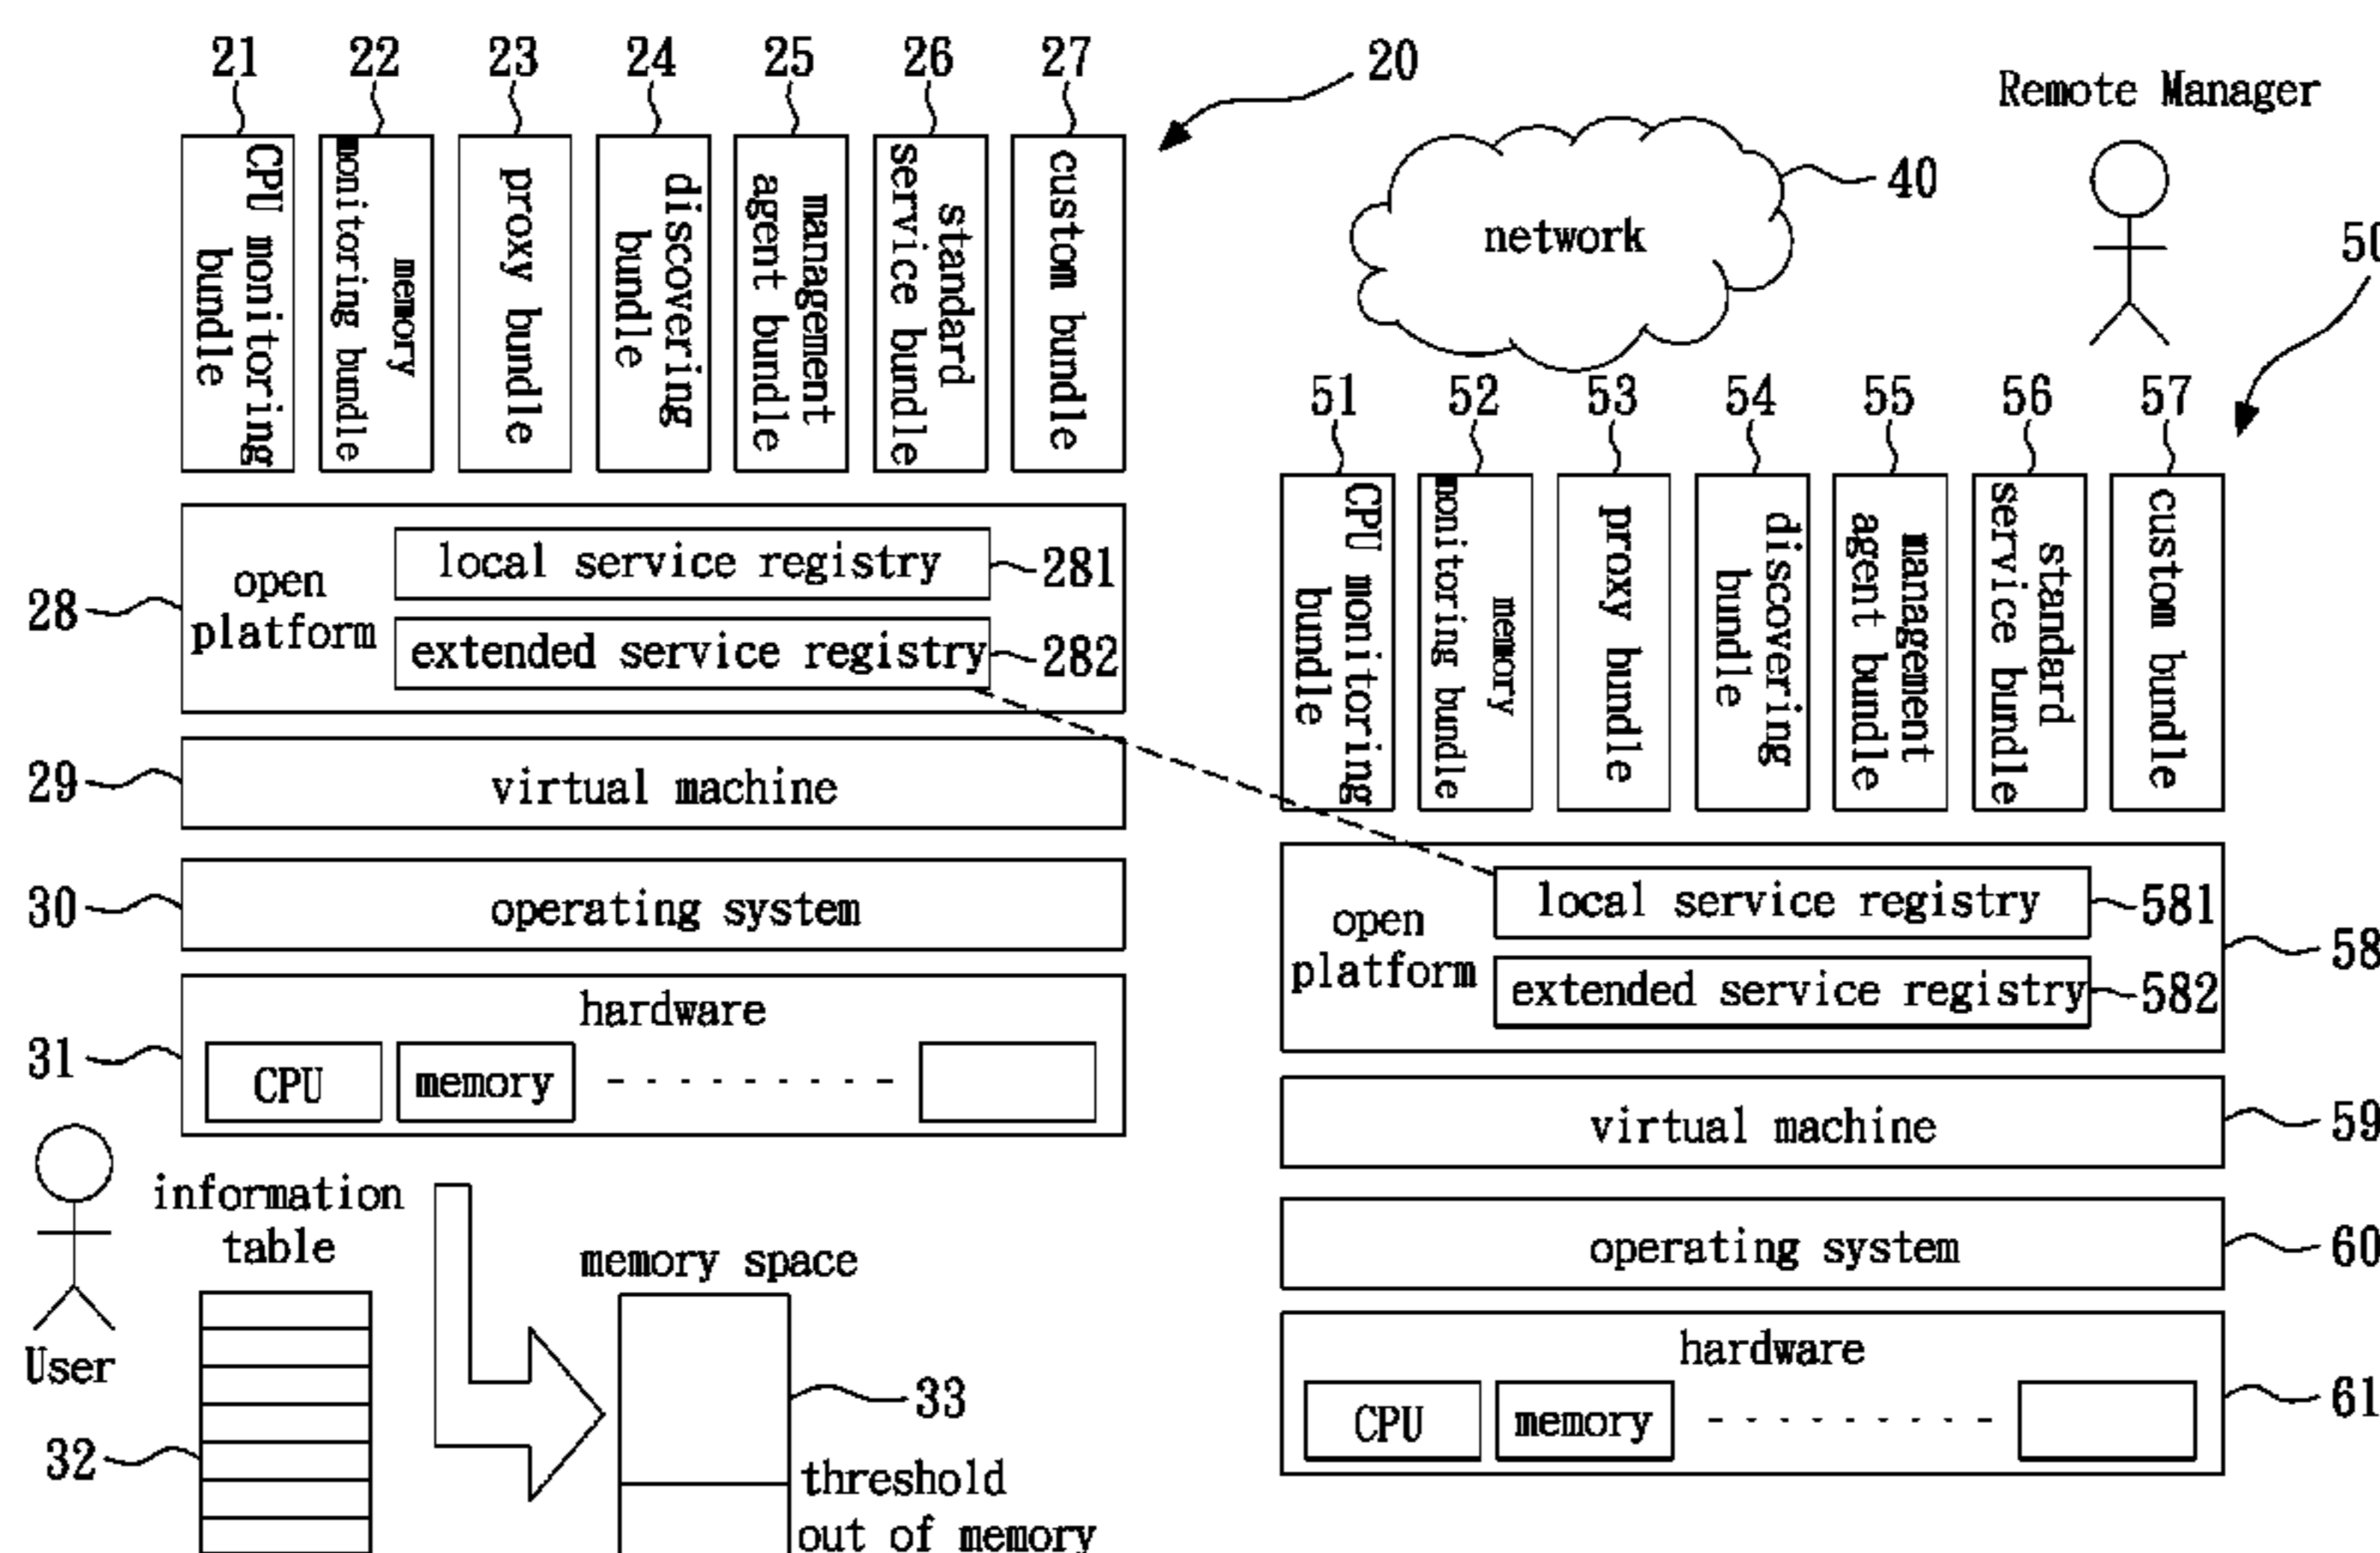 21 22 23 24 25 26 27
20
Remote Manager
CPU monitoring
bundle
memory
monitoring bundle
proxy bundle
discovering
bundle
management
agent bundle
standard
service bundle
custom bundle
network
40
50
51 52 53 54 55 56 57
CPU monitoring
bundle
memory
monitoring bundle
proxy bundle
discovering
bundle
management
agent bundle
standard
service bundle
custom bundle
28
open
platform
local service registry
281
extended service registry
282
29
virtual machine
30
operating system
31
hardware
CPU
memory
open
platform
local service registry
581
extended service registry
582
58
virtual machine
59
operating system
60
hardware
CPU
memory
61
User
information
table
32
memory space
33
threshold
out of memory